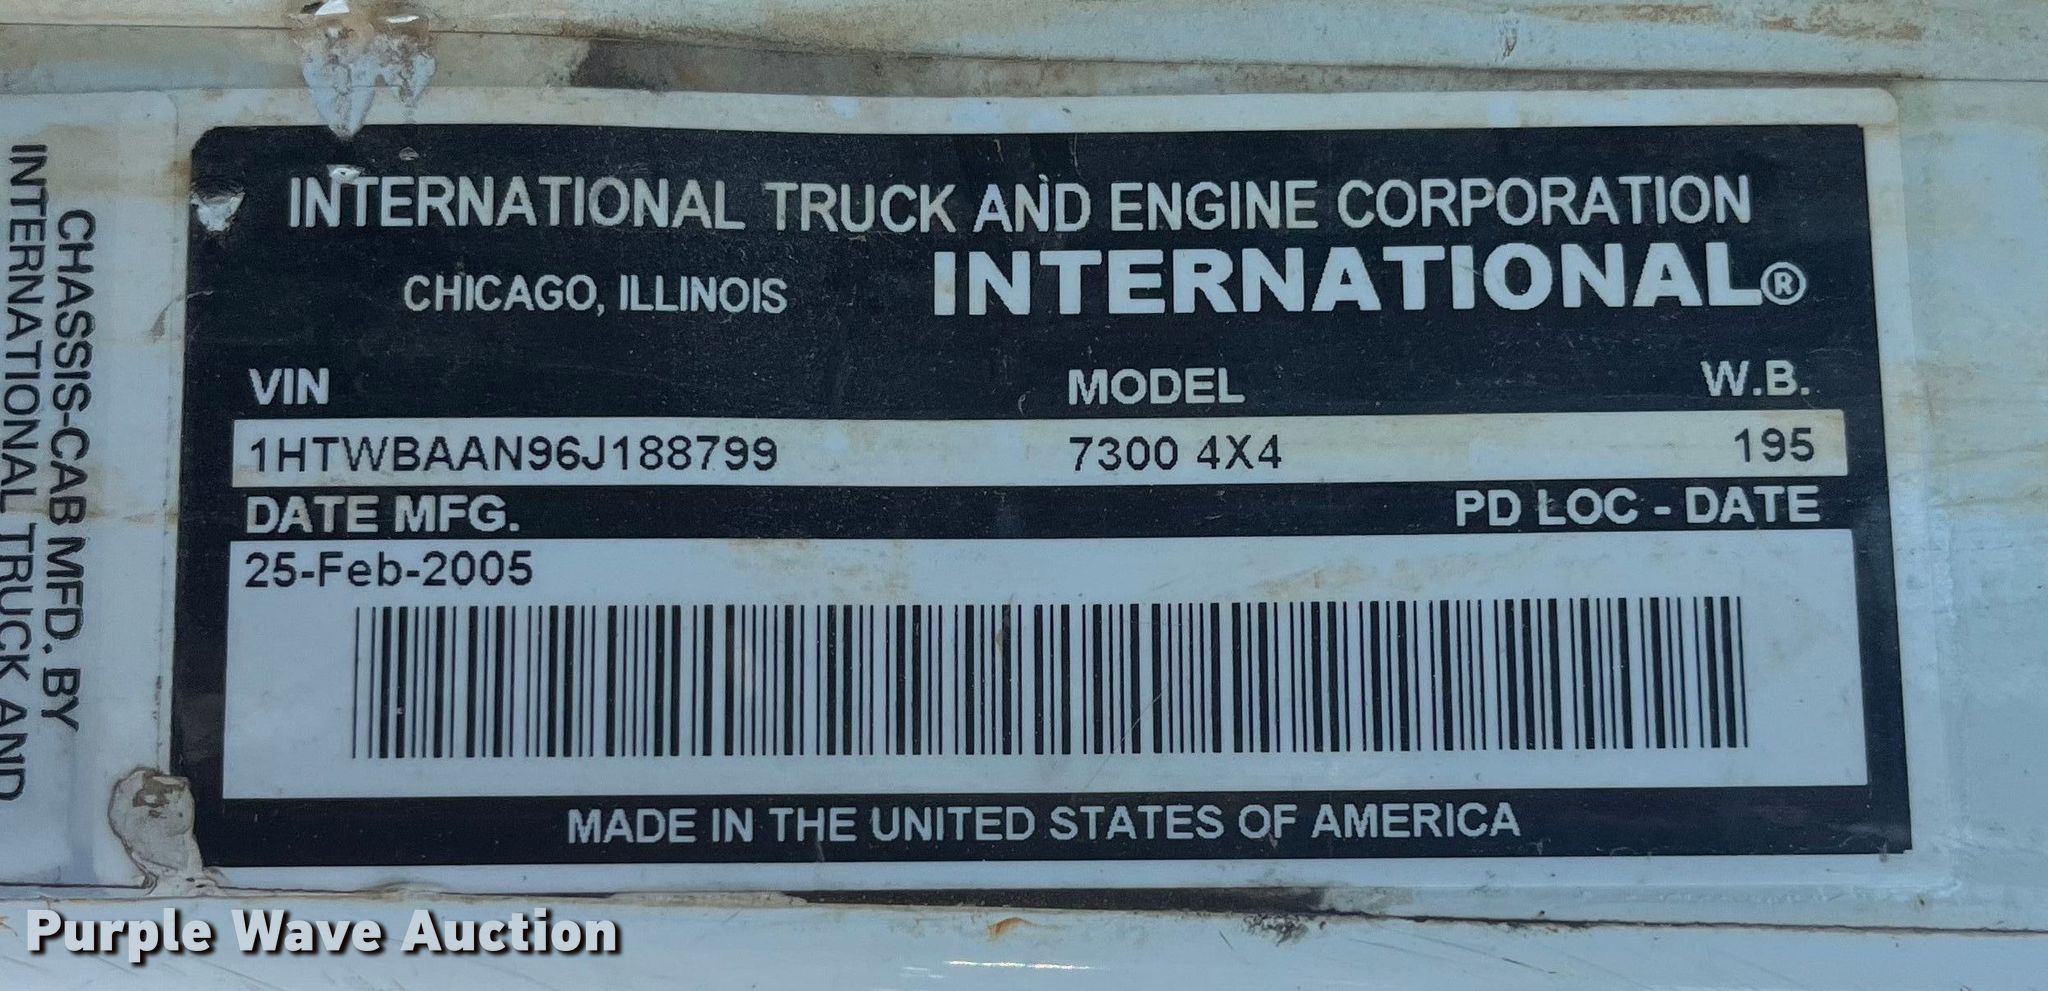 INTERNATIONAL TRUCK AND ENGINE CORPORATION
CHICAGO, ILLINOIS INTERNATIONAL®
VIN MODEL W.B.
1HTWBAAN96J188799 7300 4X4 195
DATE MFG. PD LOC - DATE
25-Feb-2005
MADE IN THE UNITED STATES OF AMERICA
CHASSIS-CAB MFD. BY
INTERNATIONAL TRUCK AND
Purple Wave Auction